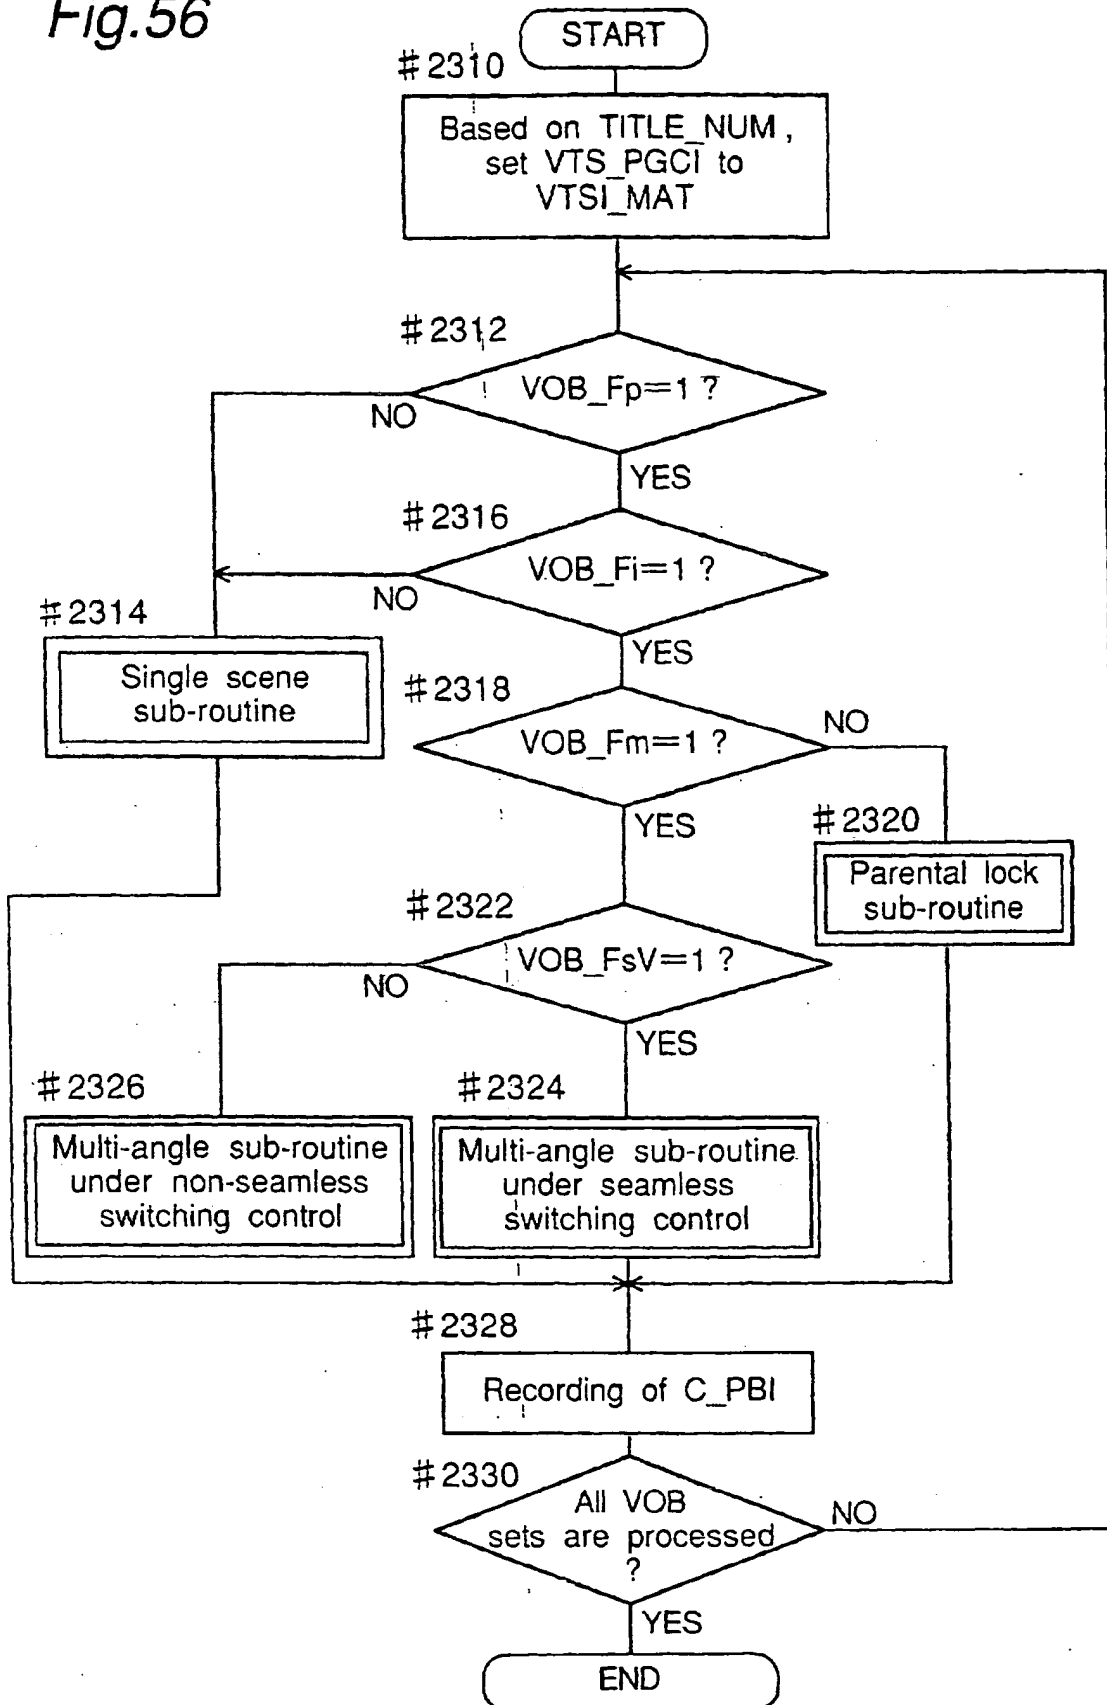 Fig.56
START
#2310
Based on TITLE_NUM,
set VTS_PGCI to
VTSI_MAT
#2312
VOB_Fp=1 ?
NO
YES
#2316
VOB_Fi=1 ?
NO
YES
#2314
Single scene
sub-routine
#2318
VOB_Fm=1 ?
NO
YES
#2320
Parental lock
sub-routine
#2322
VOB_FsV=1 ?
NO
YES
#2326
Multi-angle sub-routine
under non-seamless
switching control
#2324
Multi-angle sub-routine
under seamless
switching control
#2328
Recording of C_PBI
#2330
All VOB
sets are processed
?
NO
YES
END